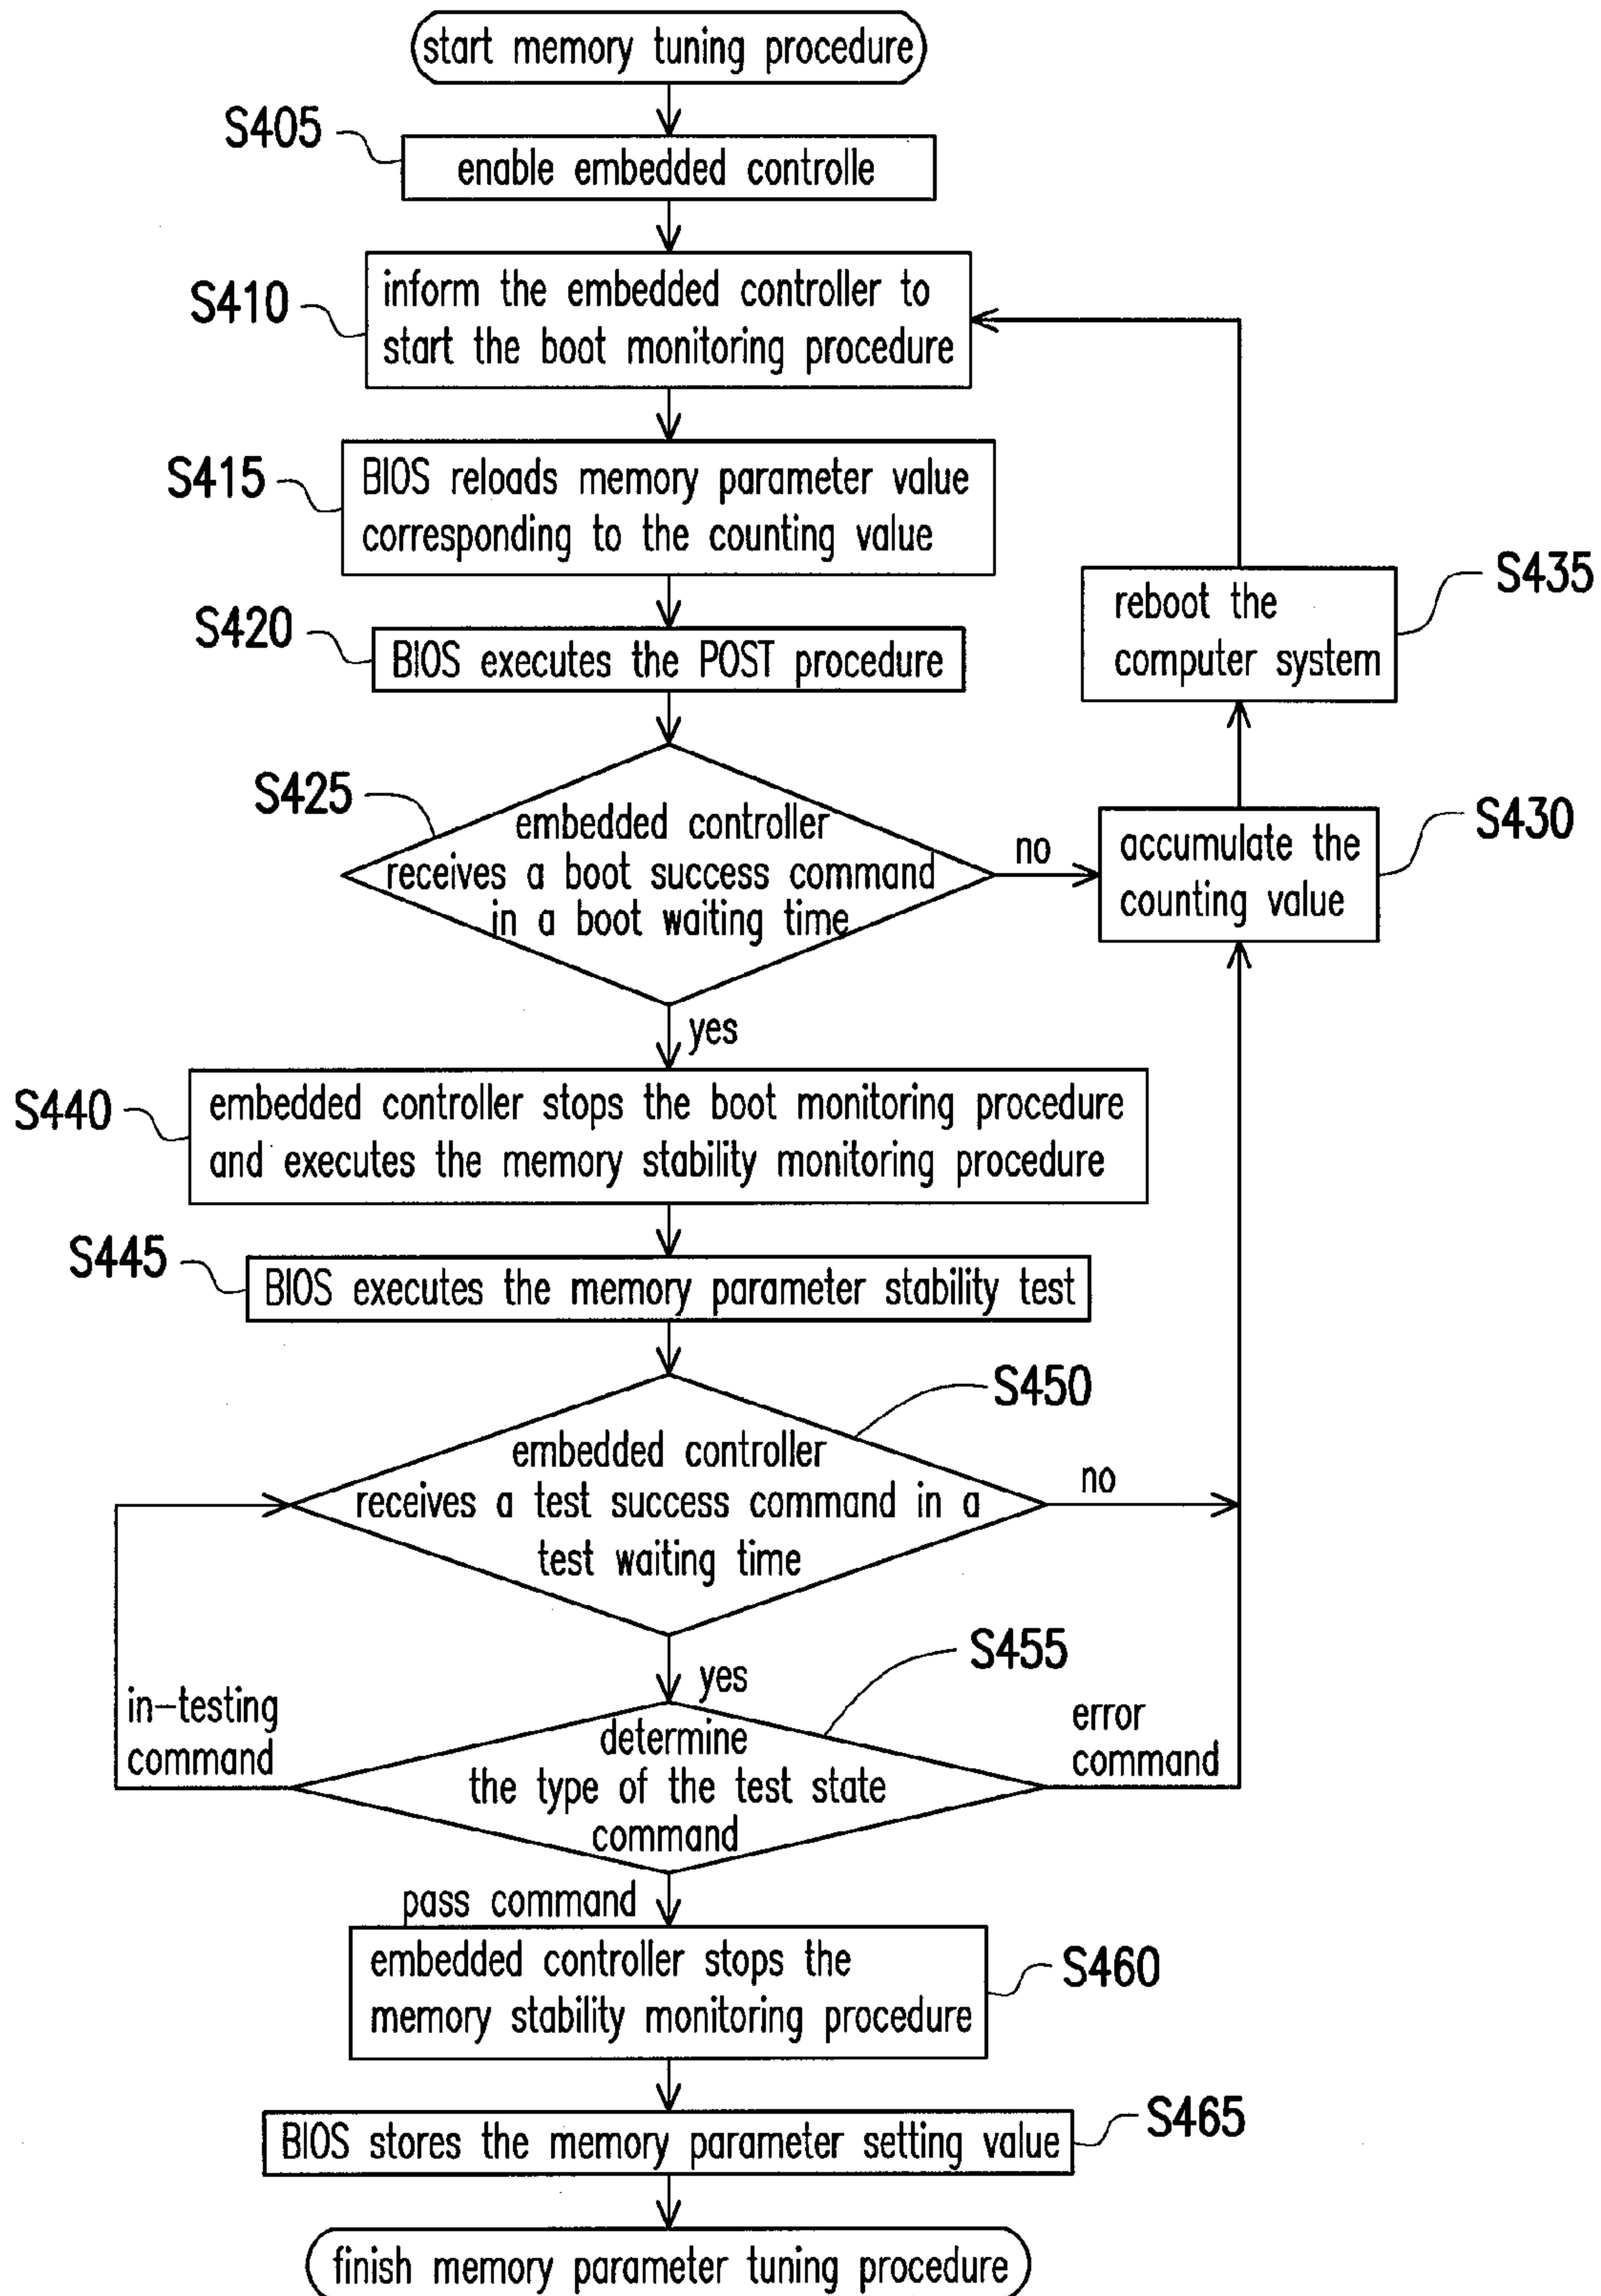 start memory tuning procedure
S405
enable embedded controlle
S410
inform the embedded controller to
start the boot monitoring procedure
S415
BIOS reloads memory parameter value
corresponding to the counting value
S435
reboot the
computer system
S420
BIOS executes the POST procedure
S425
embedded controller
receives a boot success command
in a boot waiting time
no
S430
accumulate the
counting value
yes
S440
embedded controller stops the boot monitoring procedure
and executes the memory stability monitoring procedure
S445
BIOS executes the memory parameter stability test
S450
embedded controller
receives a test success command in a
test waiting time
no
yes
S455
in-testing
command
determine
the type of the test state
command
error
command
pass command
embedded controller stops the
memory stability monitoring procedure
S460
BIOS stores the memory parameter setting value
S465
finish memory parameter tuning procedure